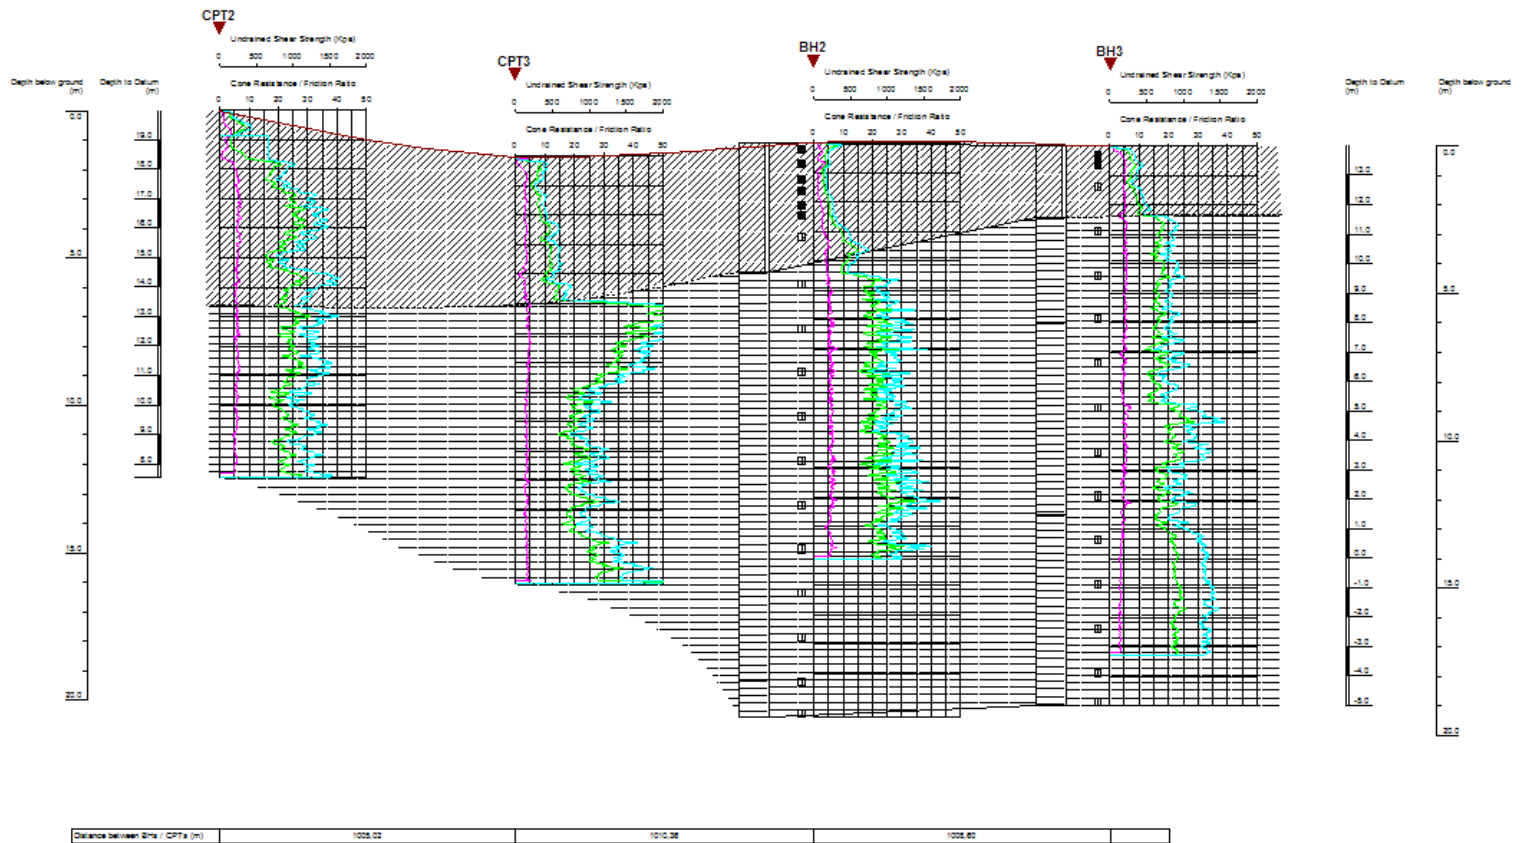 CPT2
Undrained Shear Strength (Kpa)
0 500 1000 1500 2000
Cone Resistance / Friction Ratio
0 10 20 30 40 50
CPT3
Undrained Shear Strength (Kpa)
0 500 1000 1500 2000
Cone Resistance / Friction Ratio
0 10 20 30 40 50
BH2
Undrained Shear Strength (Kpa)
0 500 1000 1500 2000
Cone Resistance / Friction Ratio
0 10 20 30 40 50
BH3
Undrained Shear Strength (Kpa)
0 500 1000 1500 2000
Cone Resistance / Friction Ratio
0 10 20 30 40 50
Depth below ground
(m)
0.0
5.0
10.0
15.0
20.0
Depth to Datum
(m)
17.0
16.0
15.0
14.0
13.0
12.0
11.0
10.0
9.0
8.0
Depth to Datum
(m)
13.0
12.0
11.0
10.0
9.0
8.0
7.0
6.0
5.0
4.0
3.0
2.0
1.0
0.0
-1.0
-2.0
-3.0
-4.0
-5.0
Depth below ground
(m)
0.0
5.0
10.0
15.0
20.0
Distance between BHs / CPTs (m)
1005,02
1010,36